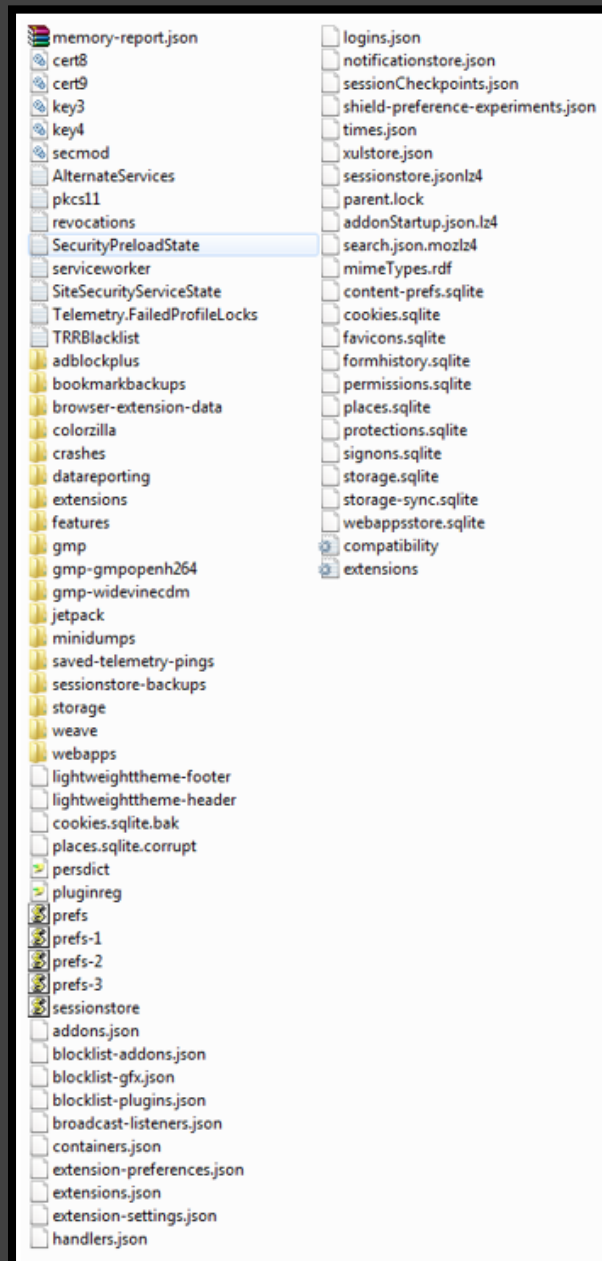 memory-report.json
cert8
cert9
key3
key4
secmod
AlternateServices
pkcs11
revocations
SecurityPreloadState
serviceworker
SiteSecurityServiceState
Telemetry.FailedProfileLocks
TRRBlacklist
adblockplus
bookmarkbackups
browser-extension-data
colorzilla
crashes
datareporting
extensions
features
gmp
gmp-gmpopenh264
gmp-widevinecdm
jetpack
minidumps
saved-telemetry-pings
sessionstore-backups
storage
weave
webapps
lightweighttheme-footer
lightweighttheme-header
cookies.sqlite.bak
places.sqlite.corrupt
persdict
pluginreg
prefs
prefs-1
prefs-2
prefs-3
sessionstore
addons.json
blocklist-addons.json
blocklist-gfx.json
blocklist-plugins.json
broadcast-listeners.json
containers.json
extension-preferences.json
extensions.json
extension-settings.json
handlers.json
logins.json
notificationstore.json
sessionCheckpoints.json
shield-preference-experiments.json
times.json
xulstore.json
sessionstore.jsonlz4
parent.lock
addonStartup.json.lz4
search.json.mozlz4
mimeTypes.rdf
content-prefs.sqlite
cookies.sqlite
favicons.sqlite
formhistory.sqlite
permissions.sqlite
places.sqlite
protections.sqlite
signons.sqlite
storage.sqlite
storage-sync.sqlite
webappsstore.sqlite
compatibility
extensions